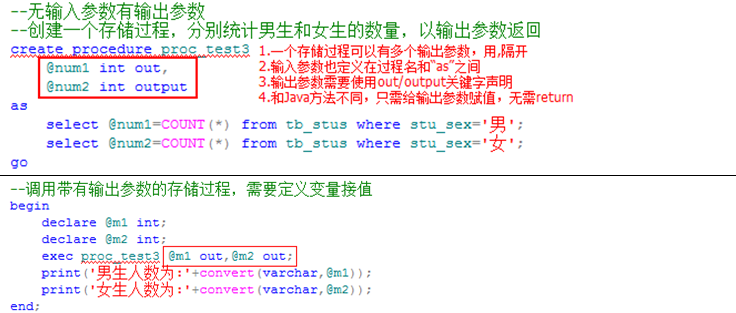 --无输入参数有输出参数
--创建一个存储过程，分别统计男生和女生的数量，以输出参数返回
create procedure proc_test3 1.一个存储过程可以有多个输出参数，用,隔开
@num1 int out, 2.输入参数也定义在过程名和“as”之间
@num2 int output 3.输出参数需要使用out/output关键字声明
as 4.和Java方法不同，只需给输出参数赋值，无需return
select @num1=COUNT(*) from tb_stus where stu_sex='男';
select @num2=COUNT(*) from tb_stus where stu_sex='女';
go
--调用带有输出参数的存储过程，需要定义变量接值
begin
declare @m1 int;
declare @m2 int;
exec proc_test3 @m1 out,@m2 out;
print('男生人数为:'+convert(varchar,@m1));
print('女生人数为:'+convert(varchar,@m2));
end;